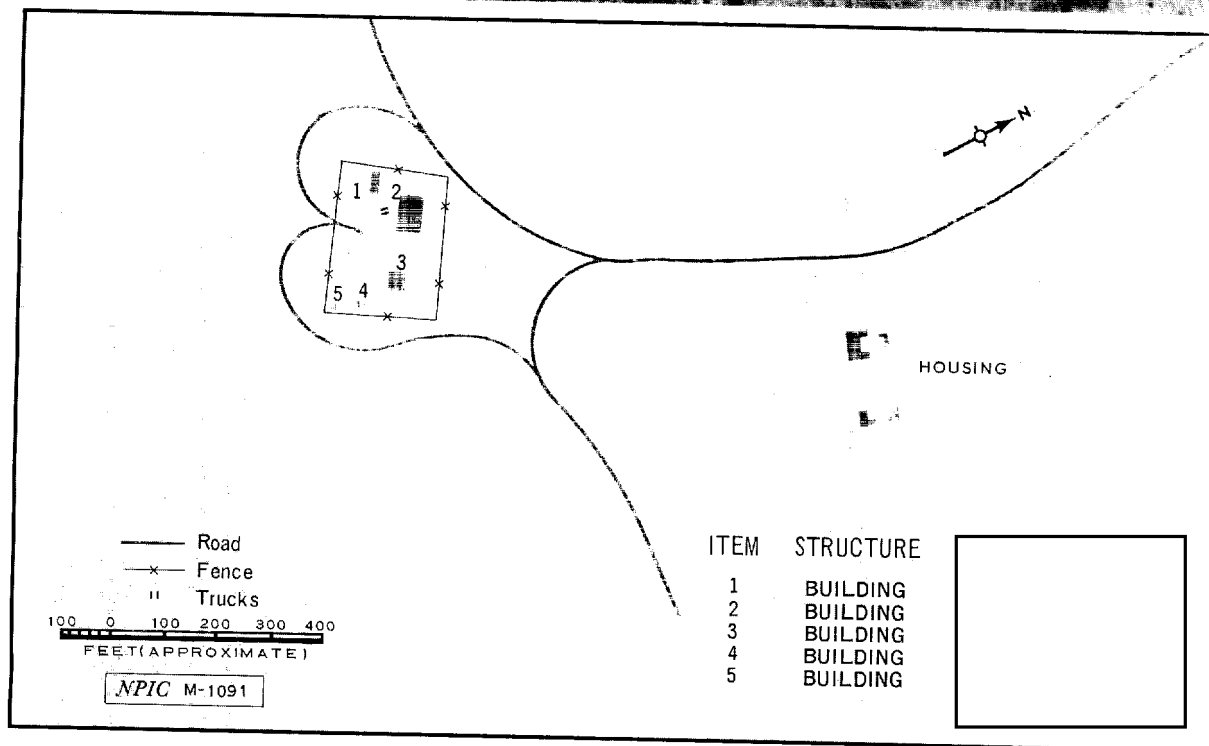 N
1
2
3
4
5
HOUSING
Road
Fence
Trucks
100 0 100 200 300 400
FEET(APPROXIMATE)
NPIC M-1091
ITEM STRUCTURE
1 BUILDING
2 BUILDING
3 BUILDING
4 BUILDING
5 BUILDING